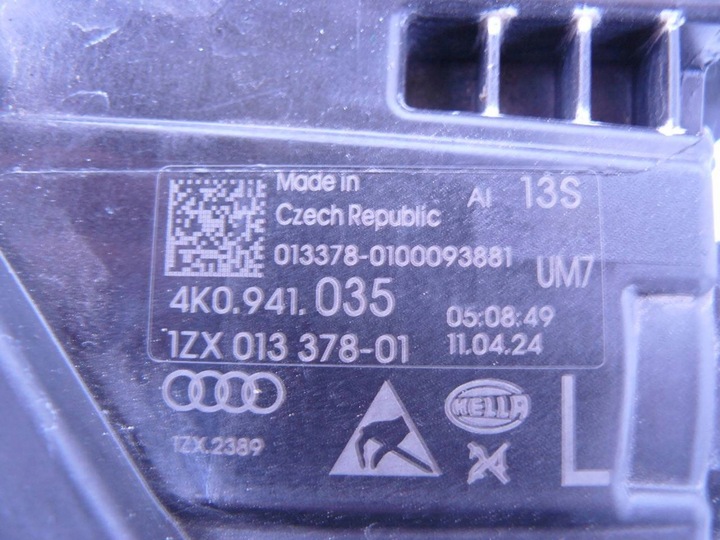 Made in
Czech Republic
AI 13S
013378-0100093881
UM7
4K0.941.035
05:08:49
1ZX 013 378-01
11.04.24
1ZX.2389
HELLA
L